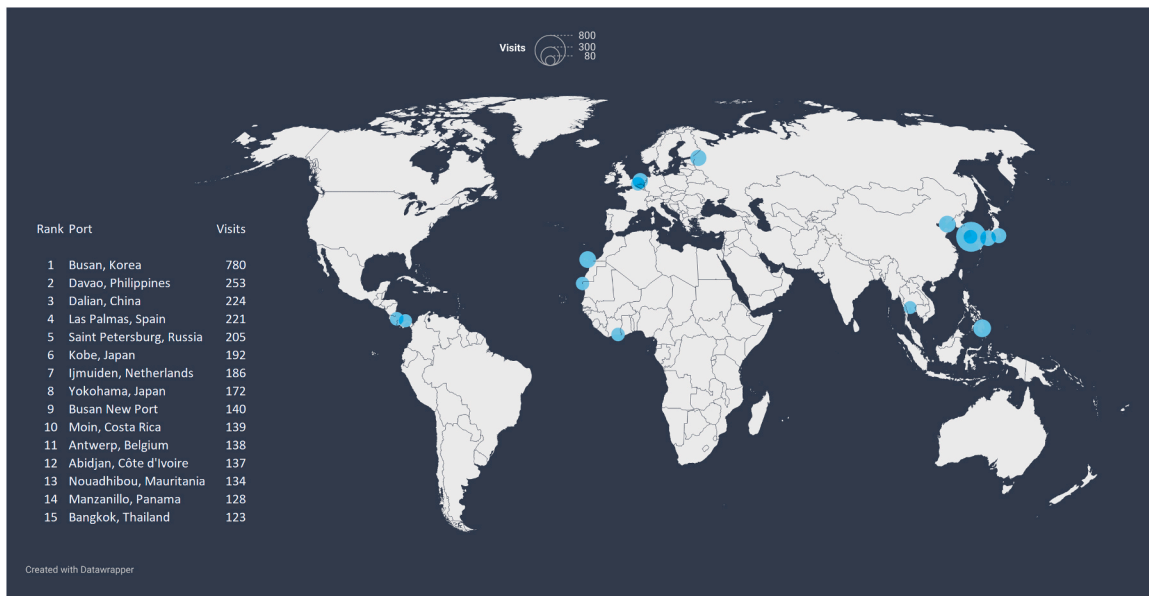 Visits
800
300
80
Rank Port Visits
1 Busan, Korea 780
2 Davao, Philippines 253
3 Dalian, China 224
4 Las Palmas, Spain 221
5 Saint Petersburg, Russia 205
6 Kobe, Japan 192
7 Ijmuiden, Netherlands 186
8 Yokohama, Japan 172
9 Busan New Port 140
10 Moin, Costa Rica 139
11 Antwerp, Belgium 138
12 Abidjan, Côte d'Ivoire 137
13 Nouadhibou, Mauritania 134
14 Manzanillo, Panama 128
15 Bangkok, Thailand 123
Created with Datawrapper